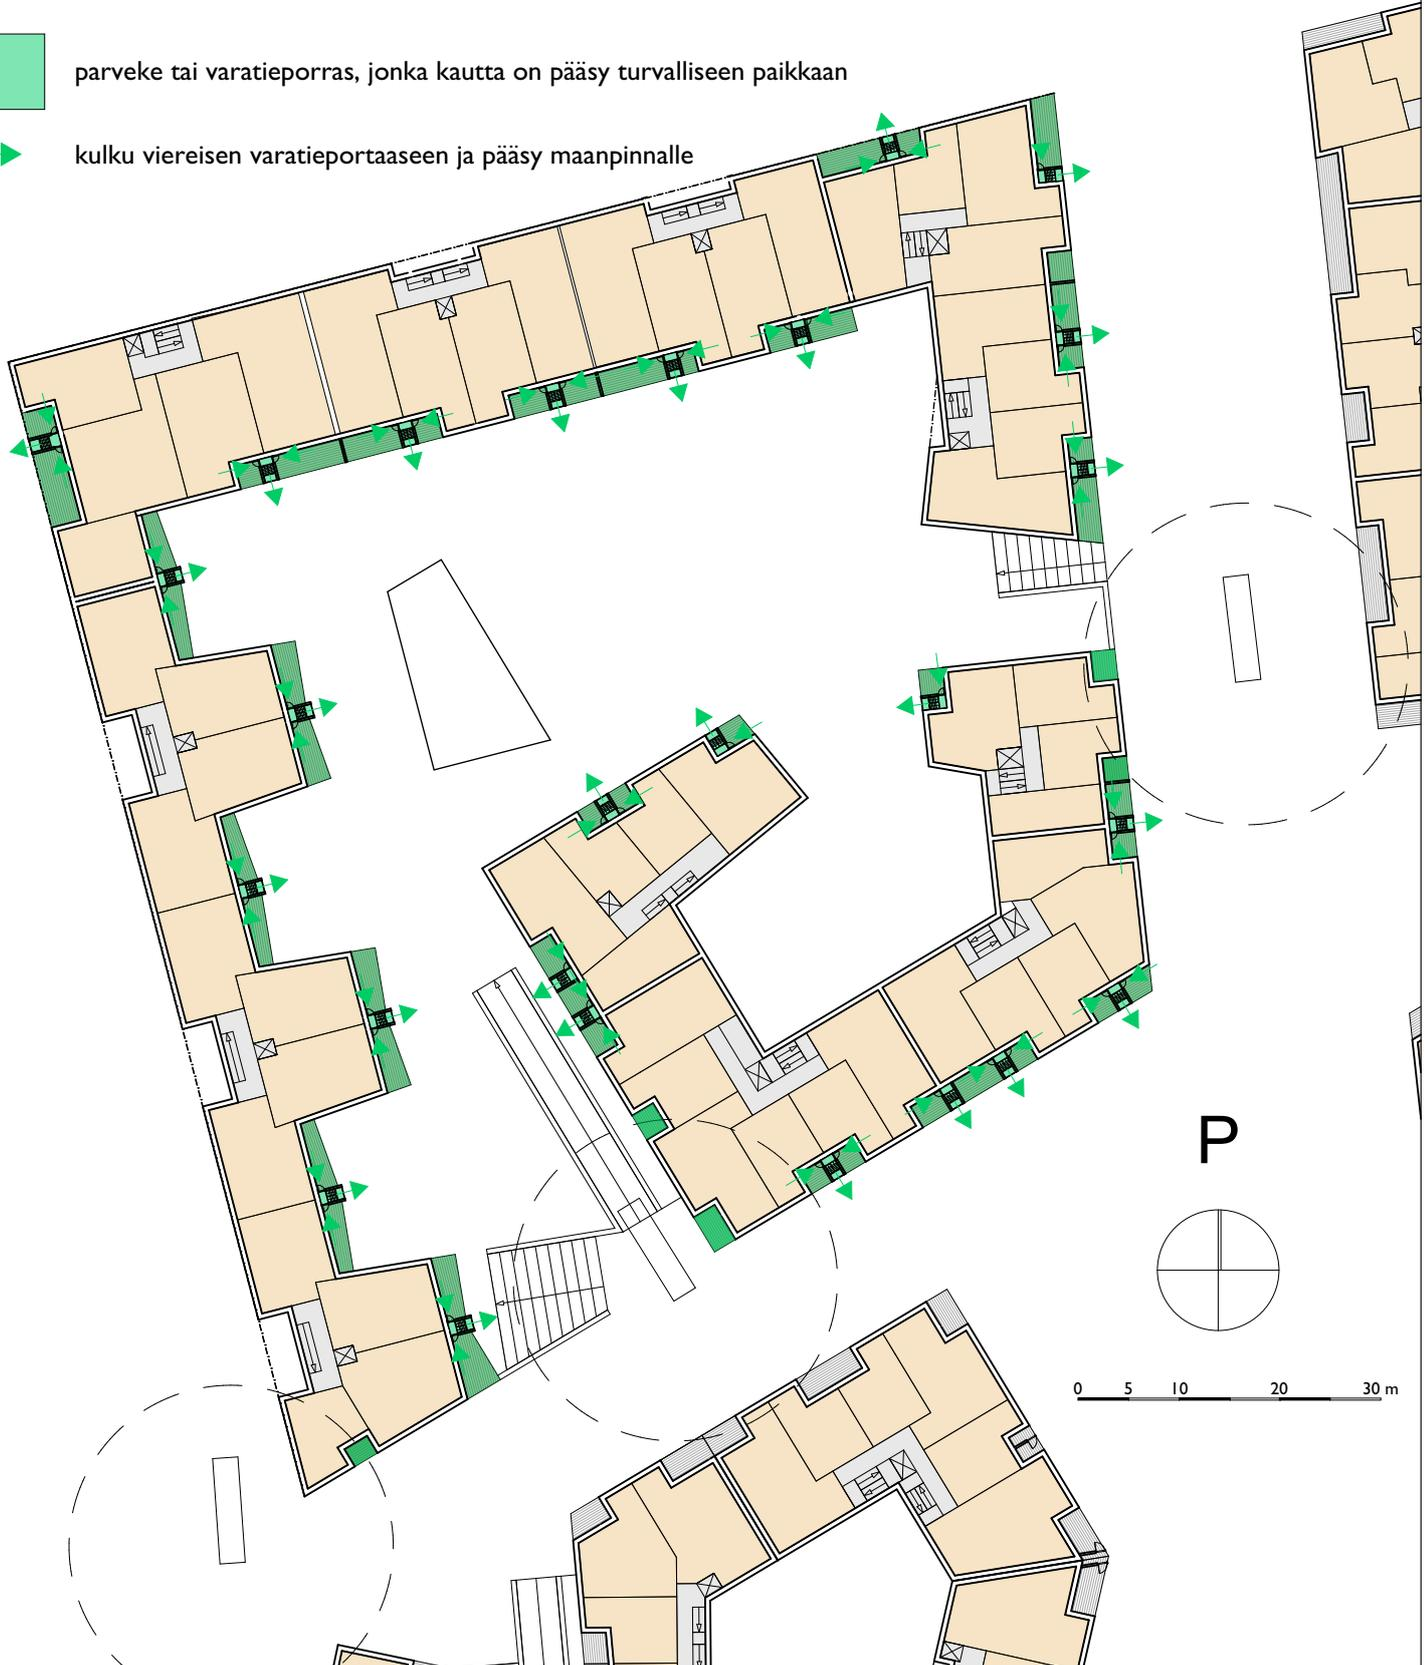 parveke tai varatieporras, jonka kautta on pääsy turvalliseen paikkaan
kulku viereisen varatieportaaseen ja pääsy maanpinnalle
P
0 5 10 20 30 m